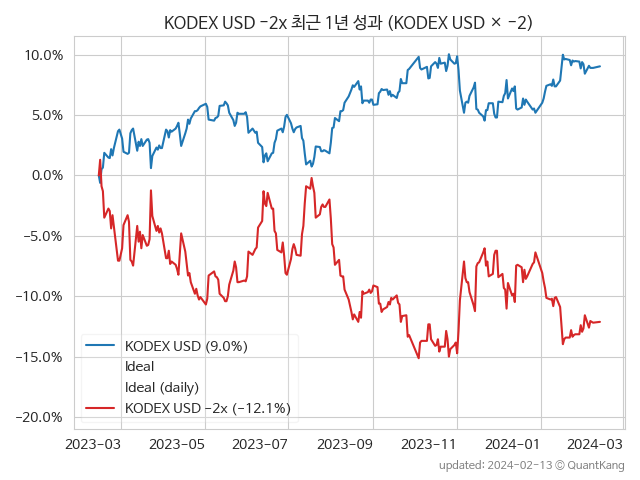 KODEX USD -2x 최근 1년 성과 (KODEX USD × -2)
10.0%
5.0%
0.0%
-5.0%
-10.0%
-15.0%
-20.0%
KODEX USD (9.0%)
Ideal
Ideal (daily)
KODEX USD -2x (-12.1%)
2023-03 2023-05 2023-07 2023-09 2023-11 2024-01 2024-03
updated: 2024-02-13 © QuantKang